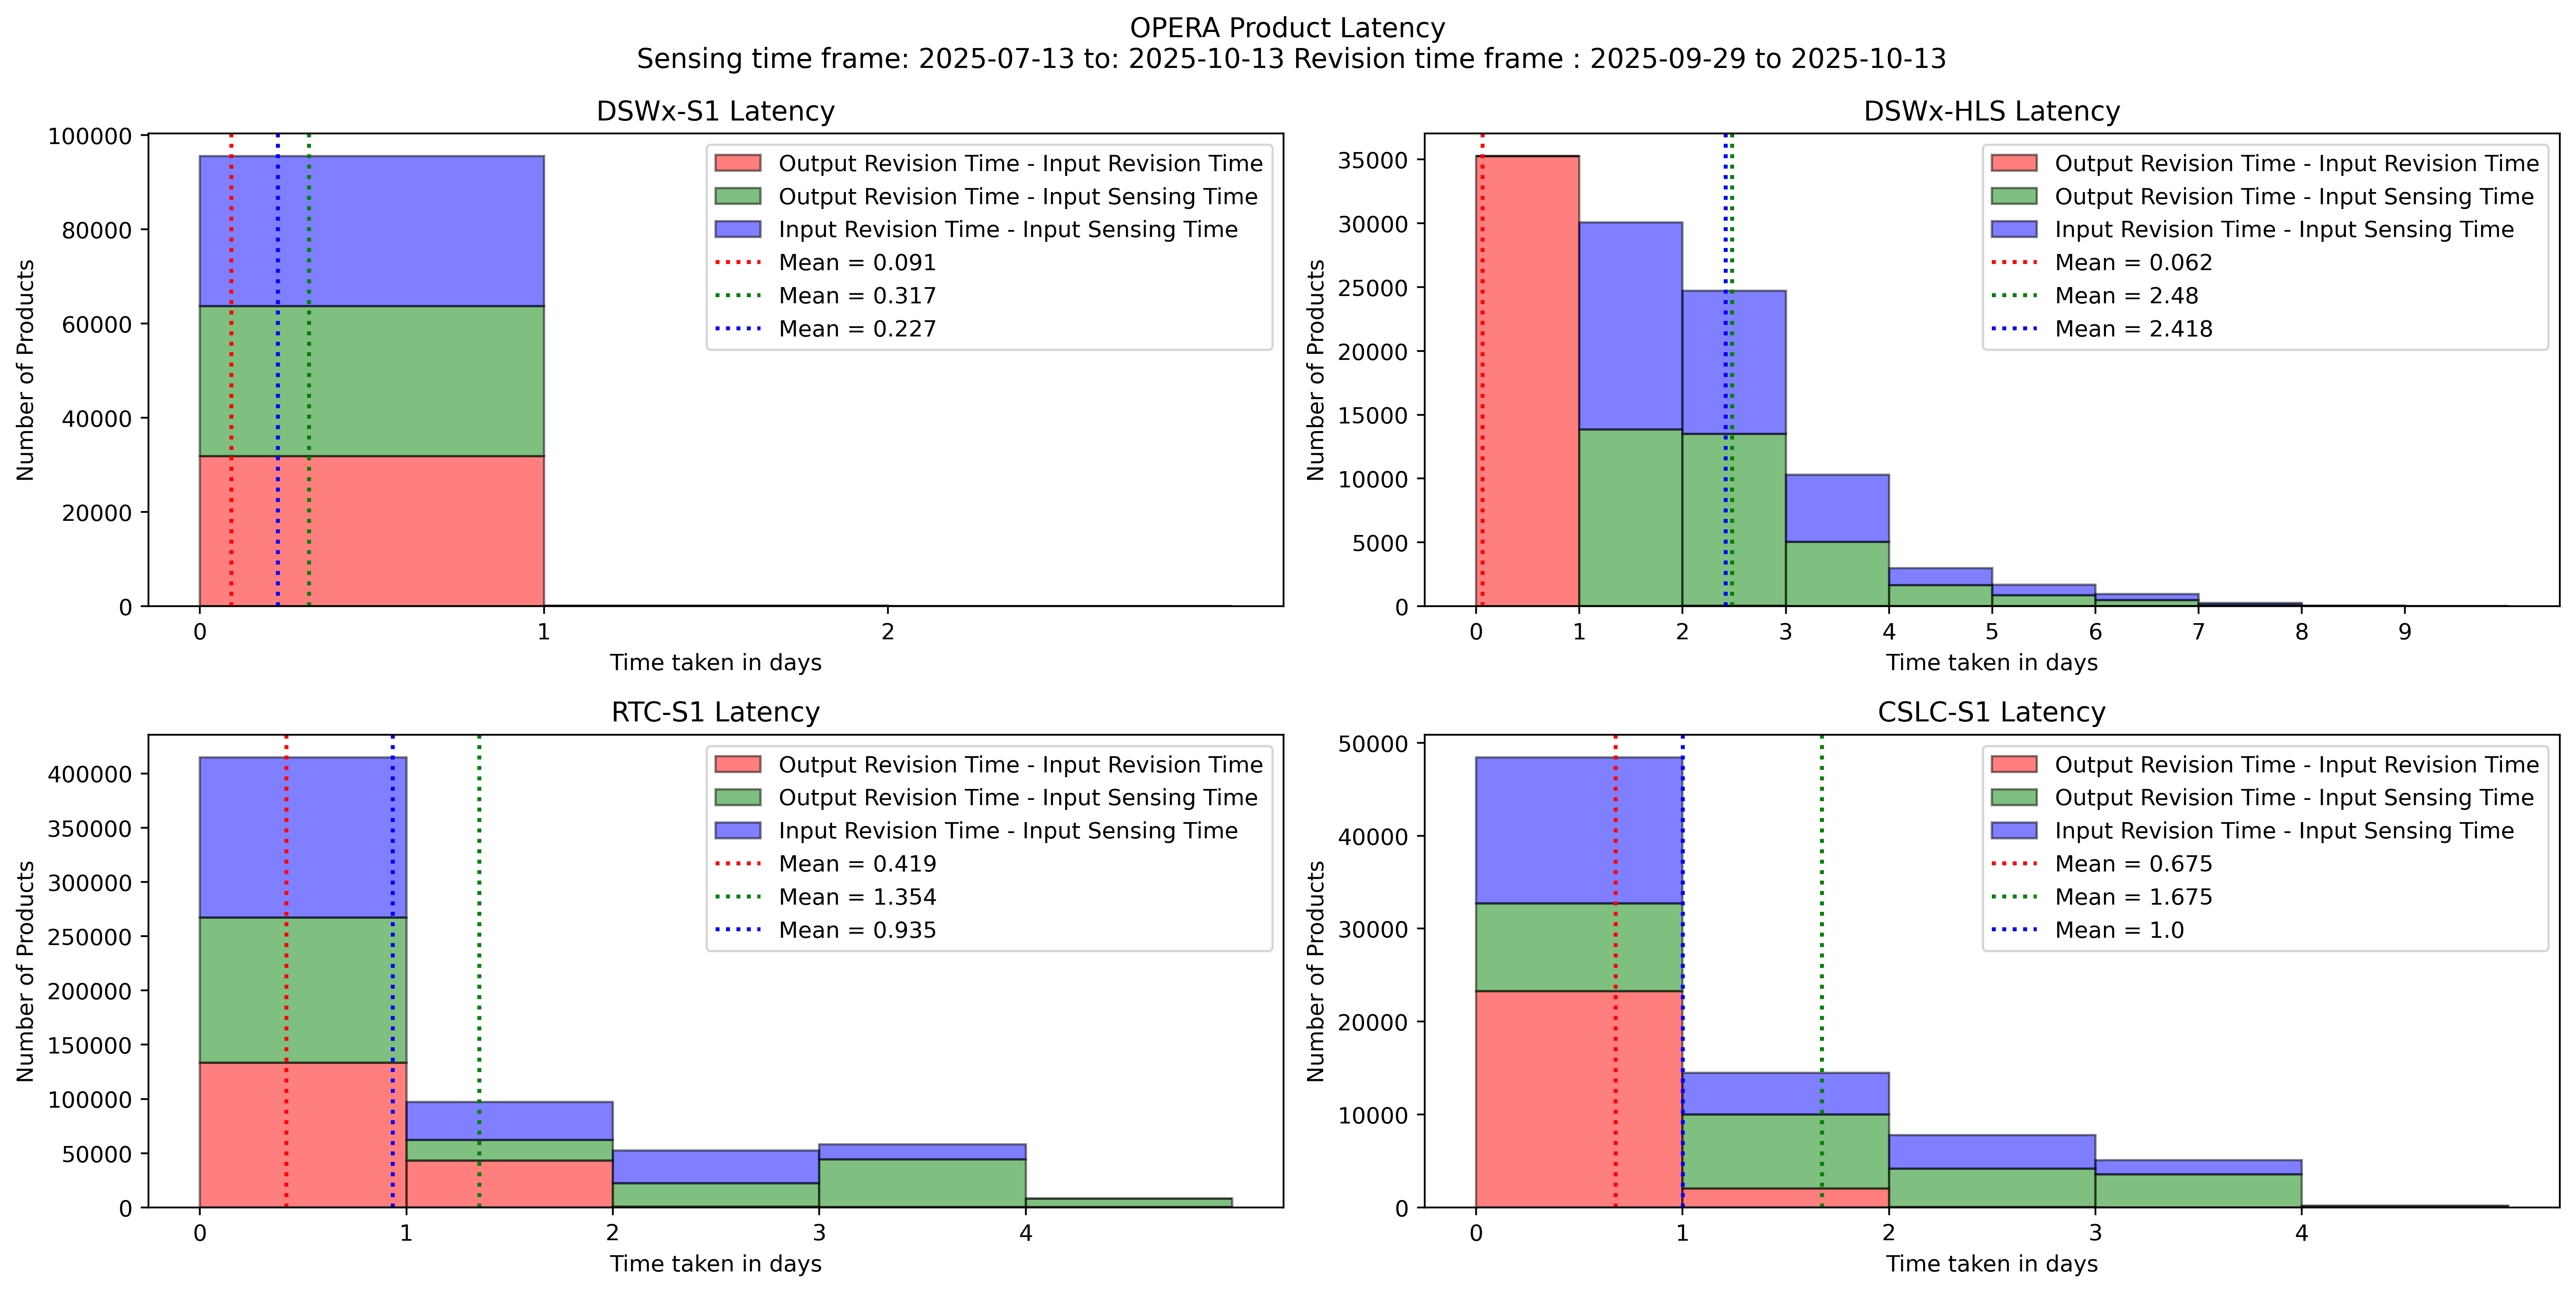 OPERA Product Latency
Sensing time frame: 2025-07-13 to: 2025-10-13 Revision time frame : 2025-09-29 to 2025-10-13
DSWx-S1 Latency
Number of Products
100000
80000
60000
40000
20000
0
0 1 2
Time taken in days
Output Revision Time - Input Revision Time
Output Revision Time - Input Sensing Time
Input Revision Time - Input Sensing Time
Mean = 0.091
Mean = 0.317
Mean = 0.227
DSWx-HLS Latency
Number of Products
35000
30000
25000
20000
15000
10000
5000
0
0 1 2 3 4 5 6 7 8 9
Time taken in days
Output Revision Time - Input Revision Time
Output Revision Time - Input Sensing Time
Input Revision Time - Input Sensing Time
Mean = 0.062
Mean = 2.48
Mean = 2.418
RTC-S1 Latency
Number of Products
400000
350000
300000
250000
200000
150000
100000
50000
0
0 1 2 3 4
Time taken in days
Output Revision Time - Input Revision Time
Output Revision Time - Input Sensing Time
Input Revision Time - Input Sensing Time
Mean = 0.419
Mean = 1.354
Mean = 0.935
CSLC-S1 Latency
Number of Products
50000
40000
30000
20000
10000
0
0 1 2 3 4
Time taken in days
Output Revision Time - Input Revision Time
Output Revision Time - Input Sensing Time
Input Revision Time - Input Sensing Time
Mean = 0.675
Mean = 1.675
Mean = 1.0